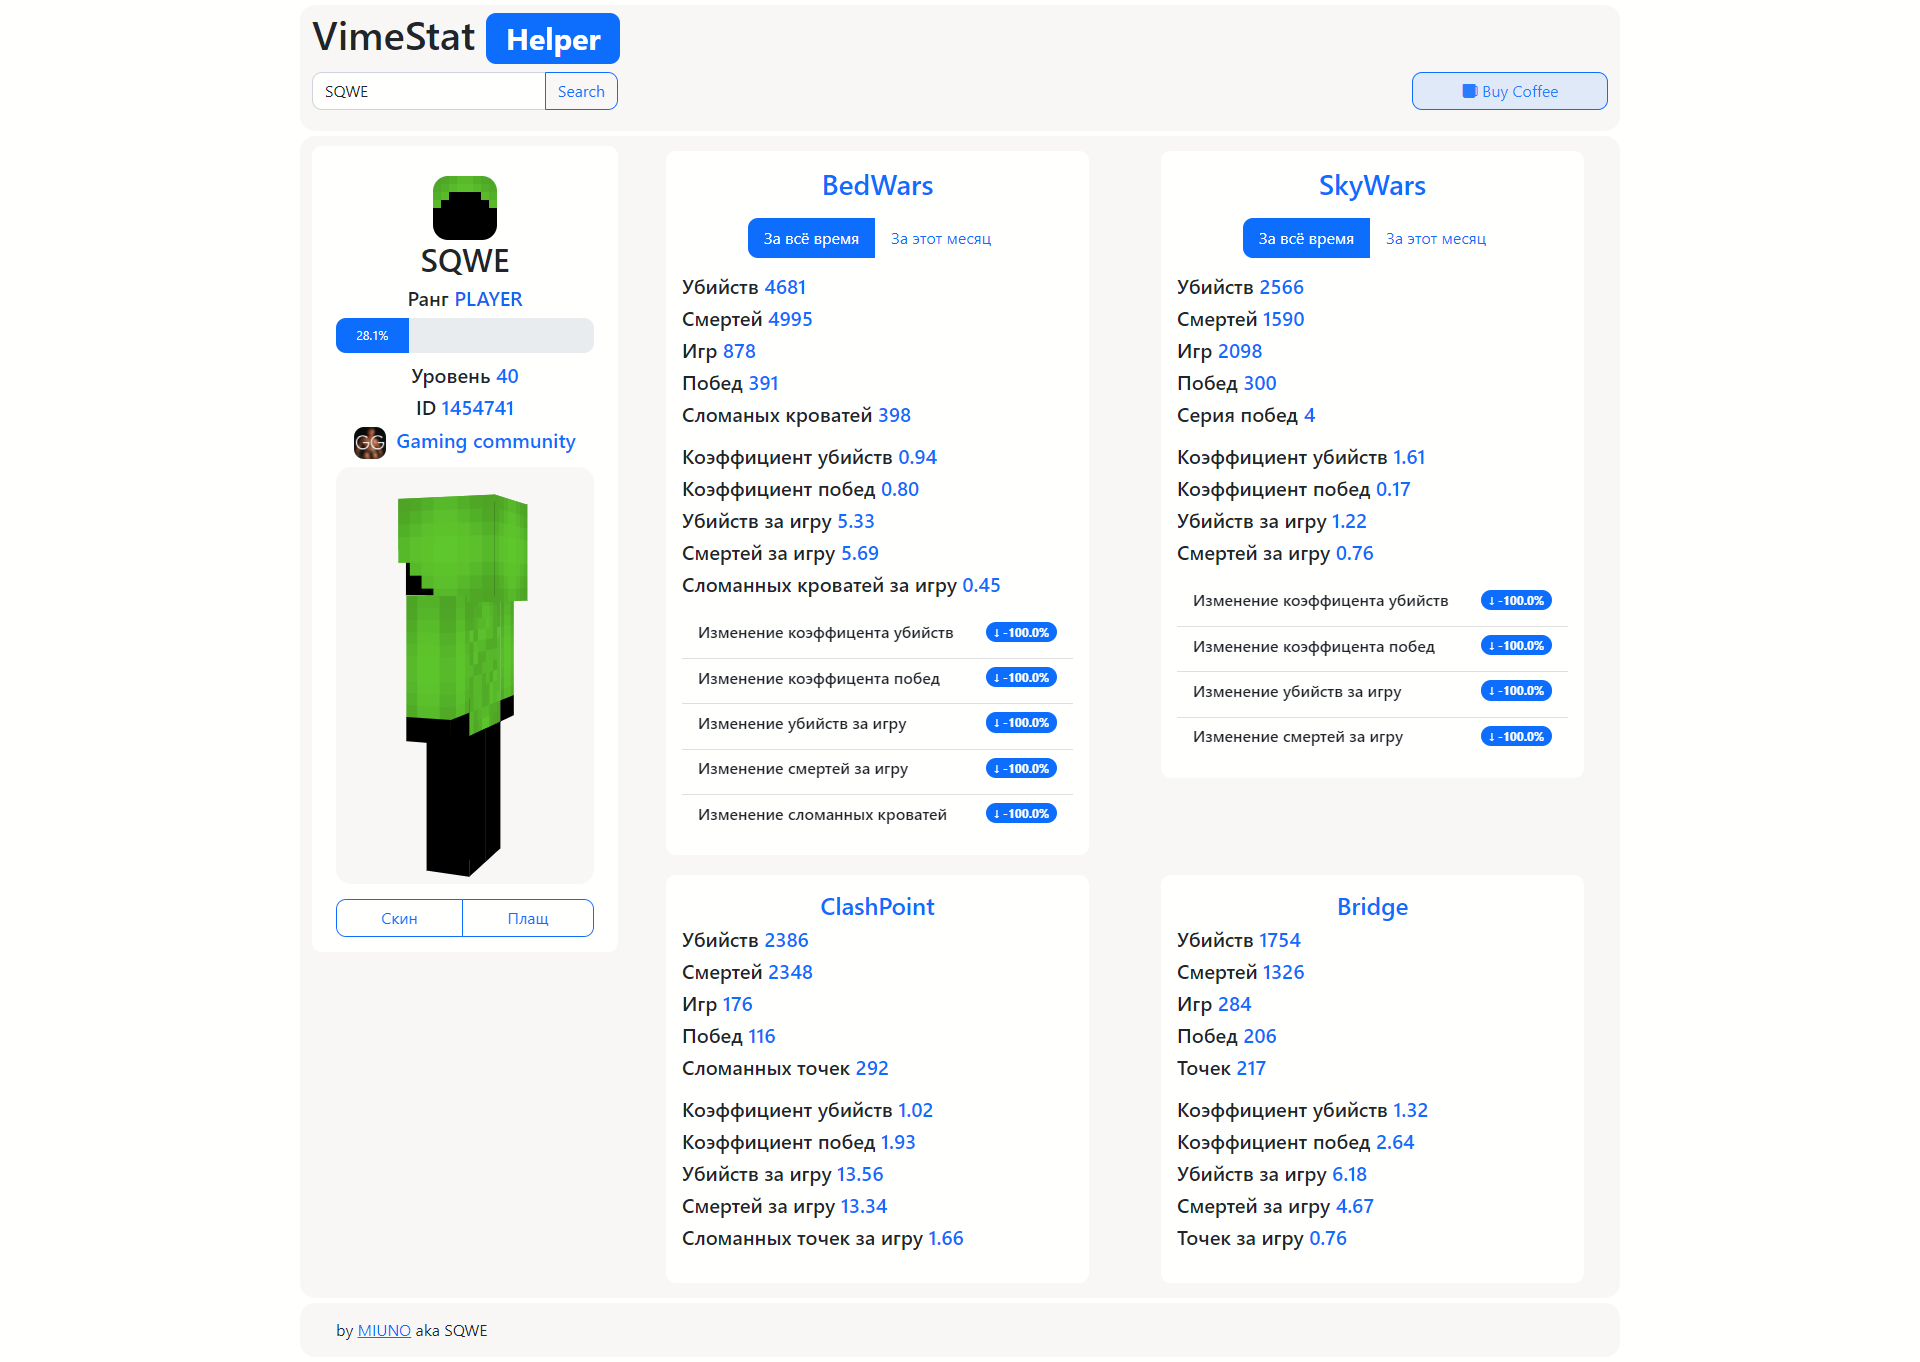 VimeStat Helper
SQWE
Search
Buy Coffee
SQWE
Ранг PLAYER
28.1%
Уровень 40
ID 1454741
GG Gaming community
Скин
Плащ
BedWars
За всё время
За этот месяц
Убийств 4681
Смертей 4995
Игр 878
Побед 391
Сломаных кроватей 398
Коэффициент убийств 0.94
Коэффициент побед 0.80
Убийств за игру 5.33
Смертей за игру 5.69
Сломанных кроватей за игру 0.45
Изменение коэффицента убийств ↓ -100.0%
Изменение коэффицента побед ↓ -100.0%
Изменение убийств за игру ↓ -100.0%
Изменение смертей за игру ↓ -100.0%
Изменение сломанных кроватей ↓ -100.0%
SkyWars
За всё время
За этот месяц
Убийств 2566
Смертей 1590
Игр 2098
Побед 300
Серия побед 4
Коэффициент убийств 1.61
Коэффициент побед 0.17
Убийств за игру 1.22
Смертей за игру 0.76
Изменение коэффицента убийств ↓ -100.0%
Изменение коэффицента побед ↓ -100.0%
Изменение убийств за игру ↓ -100.0%
Изменение смертей за игру ↓ -100.0%
ClashPoint
Убийств 2386
Смертей 2348
Игр 176
Побед 116
Сломанных точек 292
Коэффициент убийств 1.02
Коэффициент побед 1.93
Убийств за игру 13.56
Смертей за игру 13.34
Сломанных точек за игру 1.66
Bridge
Убийств 1754
Смертей 1326
Игр 284
Побед 206
Точек 217
Коэффициент убийств 1.32
Коэффициент побед 2.64
Убийств за игру 6.18
Смертей за игру 4.67
Точек за игру 0.76
by MIUNO aka SQWE